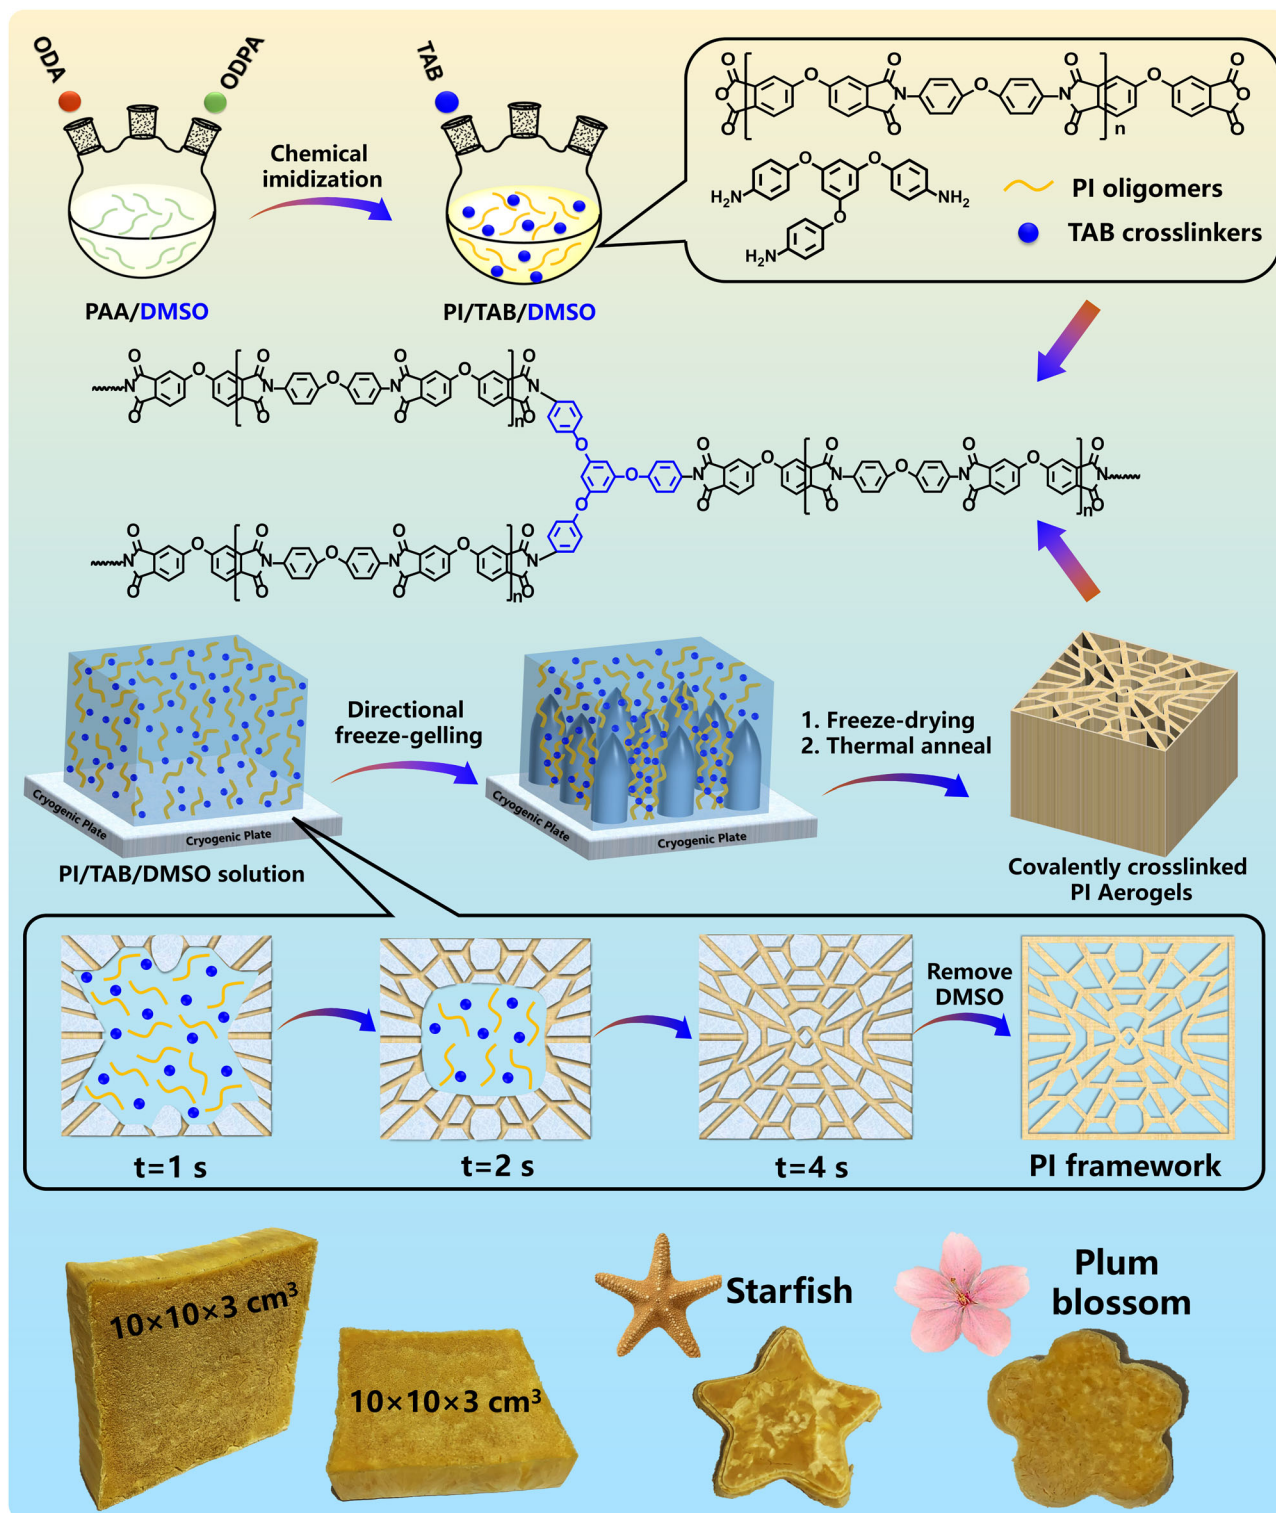 ODA
ODPA
TAB
Chemical
imidization
PAA/DMSO
PI/TAB/DMSO
O O O O O O
O O N O N O
O O O O
n
O O
H₂N NH₂
O
H₂N
PI oligomers
TAB crosslinkers
O O O O O O
N O N O N O N
O O O O
n
O
O
O O O O
N O N O N O N
O O O O
n
O
O O O O
N O N O N O N
O O O O
n
Directional
freeze-gelling
1. Freeze-drying
2. Thermal anneal
Cryogenic Plate
Cryogenic Plate
Cryogenic Plate
Cryogenic Plate
PI/TAB/DMSO solution
Covalently crosslinked
PI Aerogels
Remove
DMSO
t=1 s
t=2 s
t=4 s
PI framework
10×10×3 cm³
10×10×3 cm³
Starfish
Plum
blossom